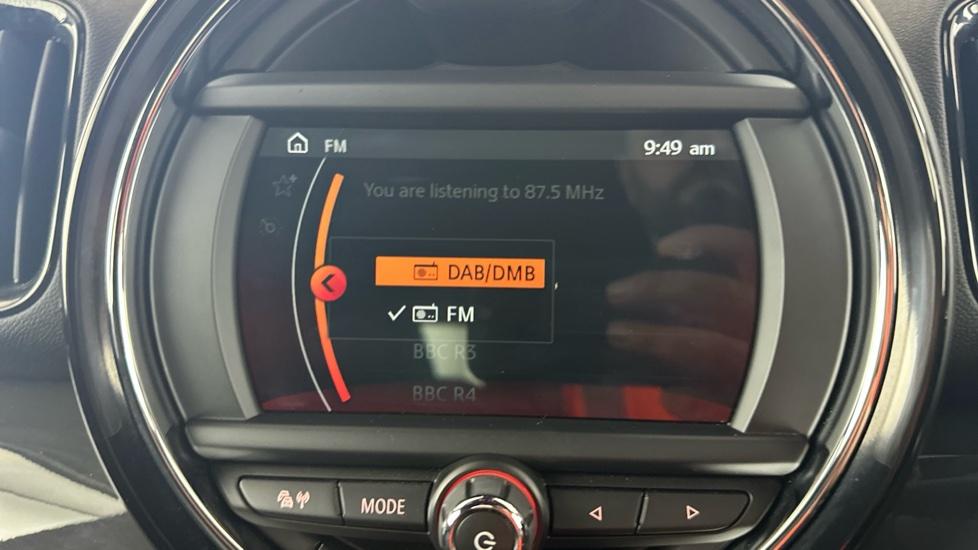 FM 9:49 am
You are listening to 87.5 MHz
DAB/DMB
FM
BBC R3
BBC R4
MODE